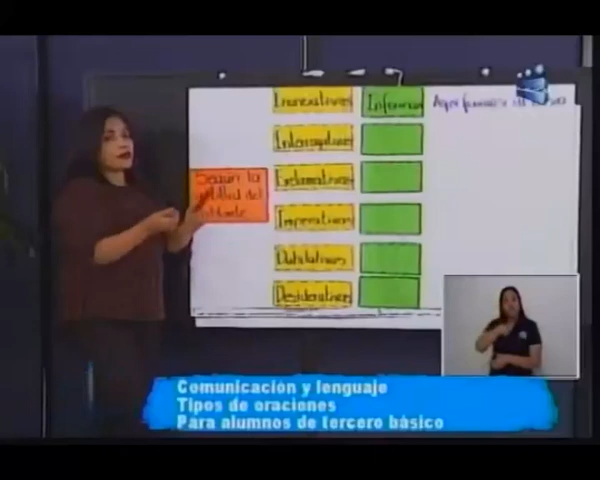 Enunciativas
Informan
Aquí
Interrogativas
Exclamativas
Según la
actitud del
hablante
Imperativas
Dubitativas
Desiderativas
Comunicación y lenguaje
Tipos de oraciones
Para alumnos de tercero básico